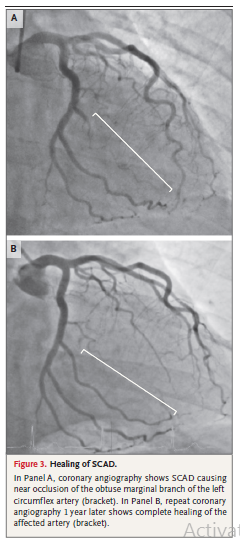 A
B
Figure 3. Healing of SCAD.
In Panel A, coronary angiography shows SCAD causing
near occlusion of the obtuse marginal branch of the left
circumflex artery (bracket). In Panel B, repeat coronary
angiography 1 year later shows complete healing of the
affected artery (bracket).
Activa